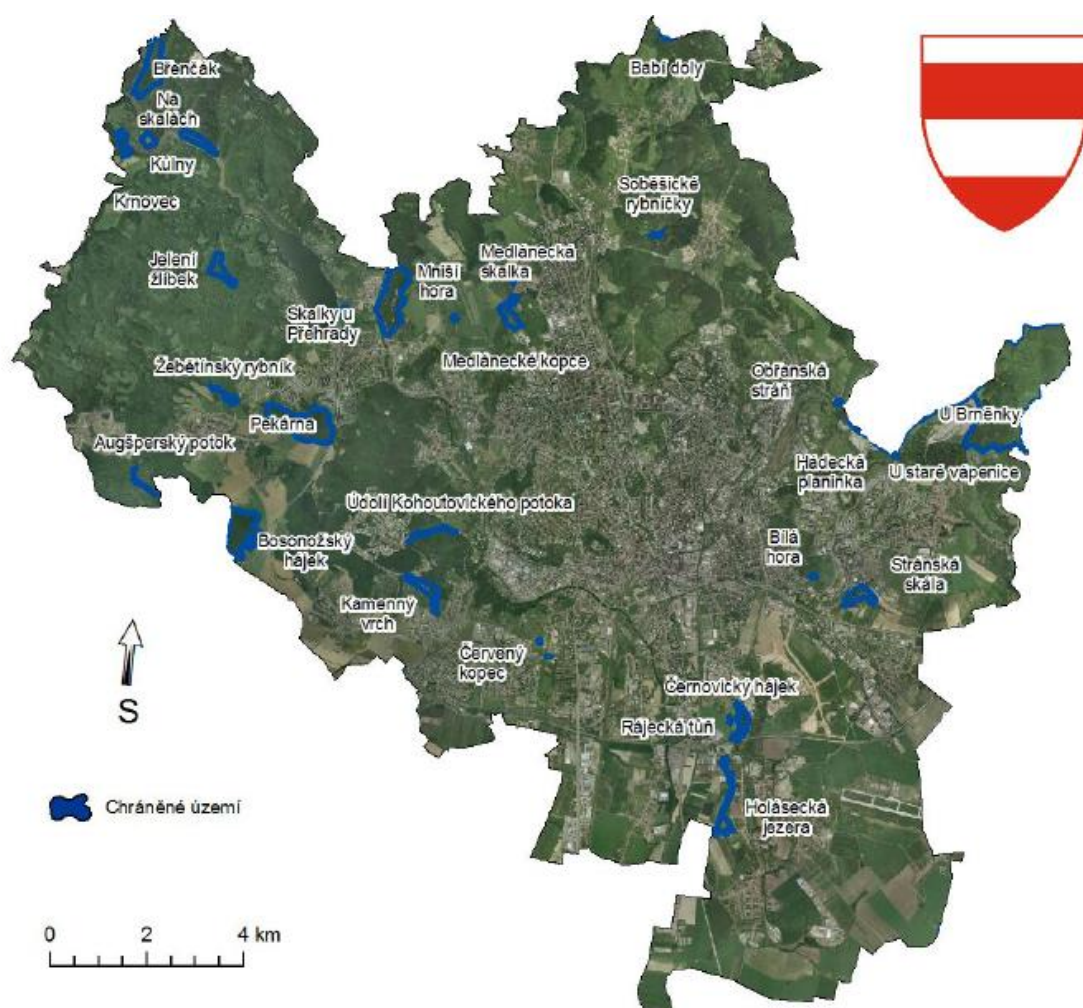 Břenčák
Babí doly
Na
skalách
Kůlny
Krnovec
Soběšické
rybníčky
Jelení
žlíbek
Mniší
hora
Medlánecká
skalka
Skalky u
Přehrady
Medlánecké kopce
Žebětínský rybník
Obřanská
stráň
Pekárna
U Brněnky
Augšperský potok
Hádecká
planinka
U staré vápenice
Údolí Kohoutovického potoka
Bosonožský
hájek
Bílá
hora
Stránská
skála
Kamenný
vrch
Červený
kopec
Černovický hájek
S
Rájecká tůň
Chráněné území
Holásecká
jezera
0 2 4 km